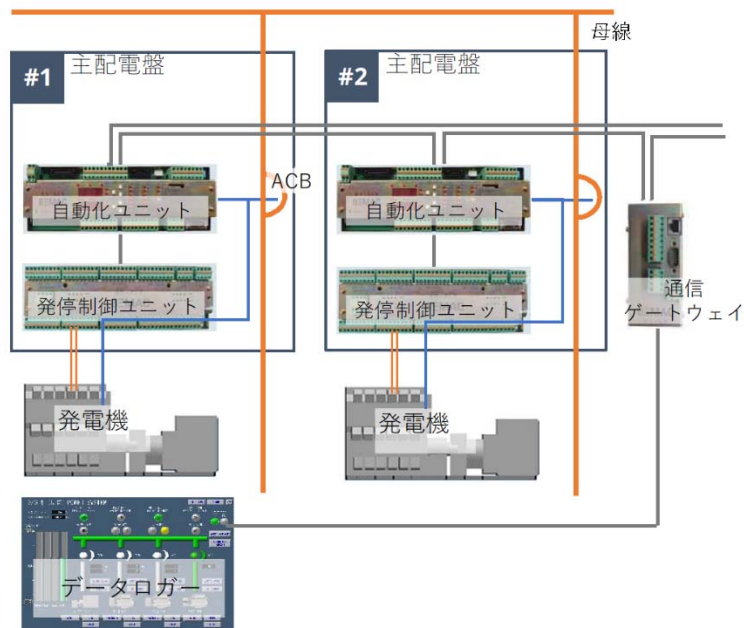 母線
#1
主配電盤
#2
主配電盤
ACB
自動化ユニット
自動化ユニット
発停制御ユニット
発停制御ユニット
通信
ゲートウェイ
発電機
発電機
データロガー